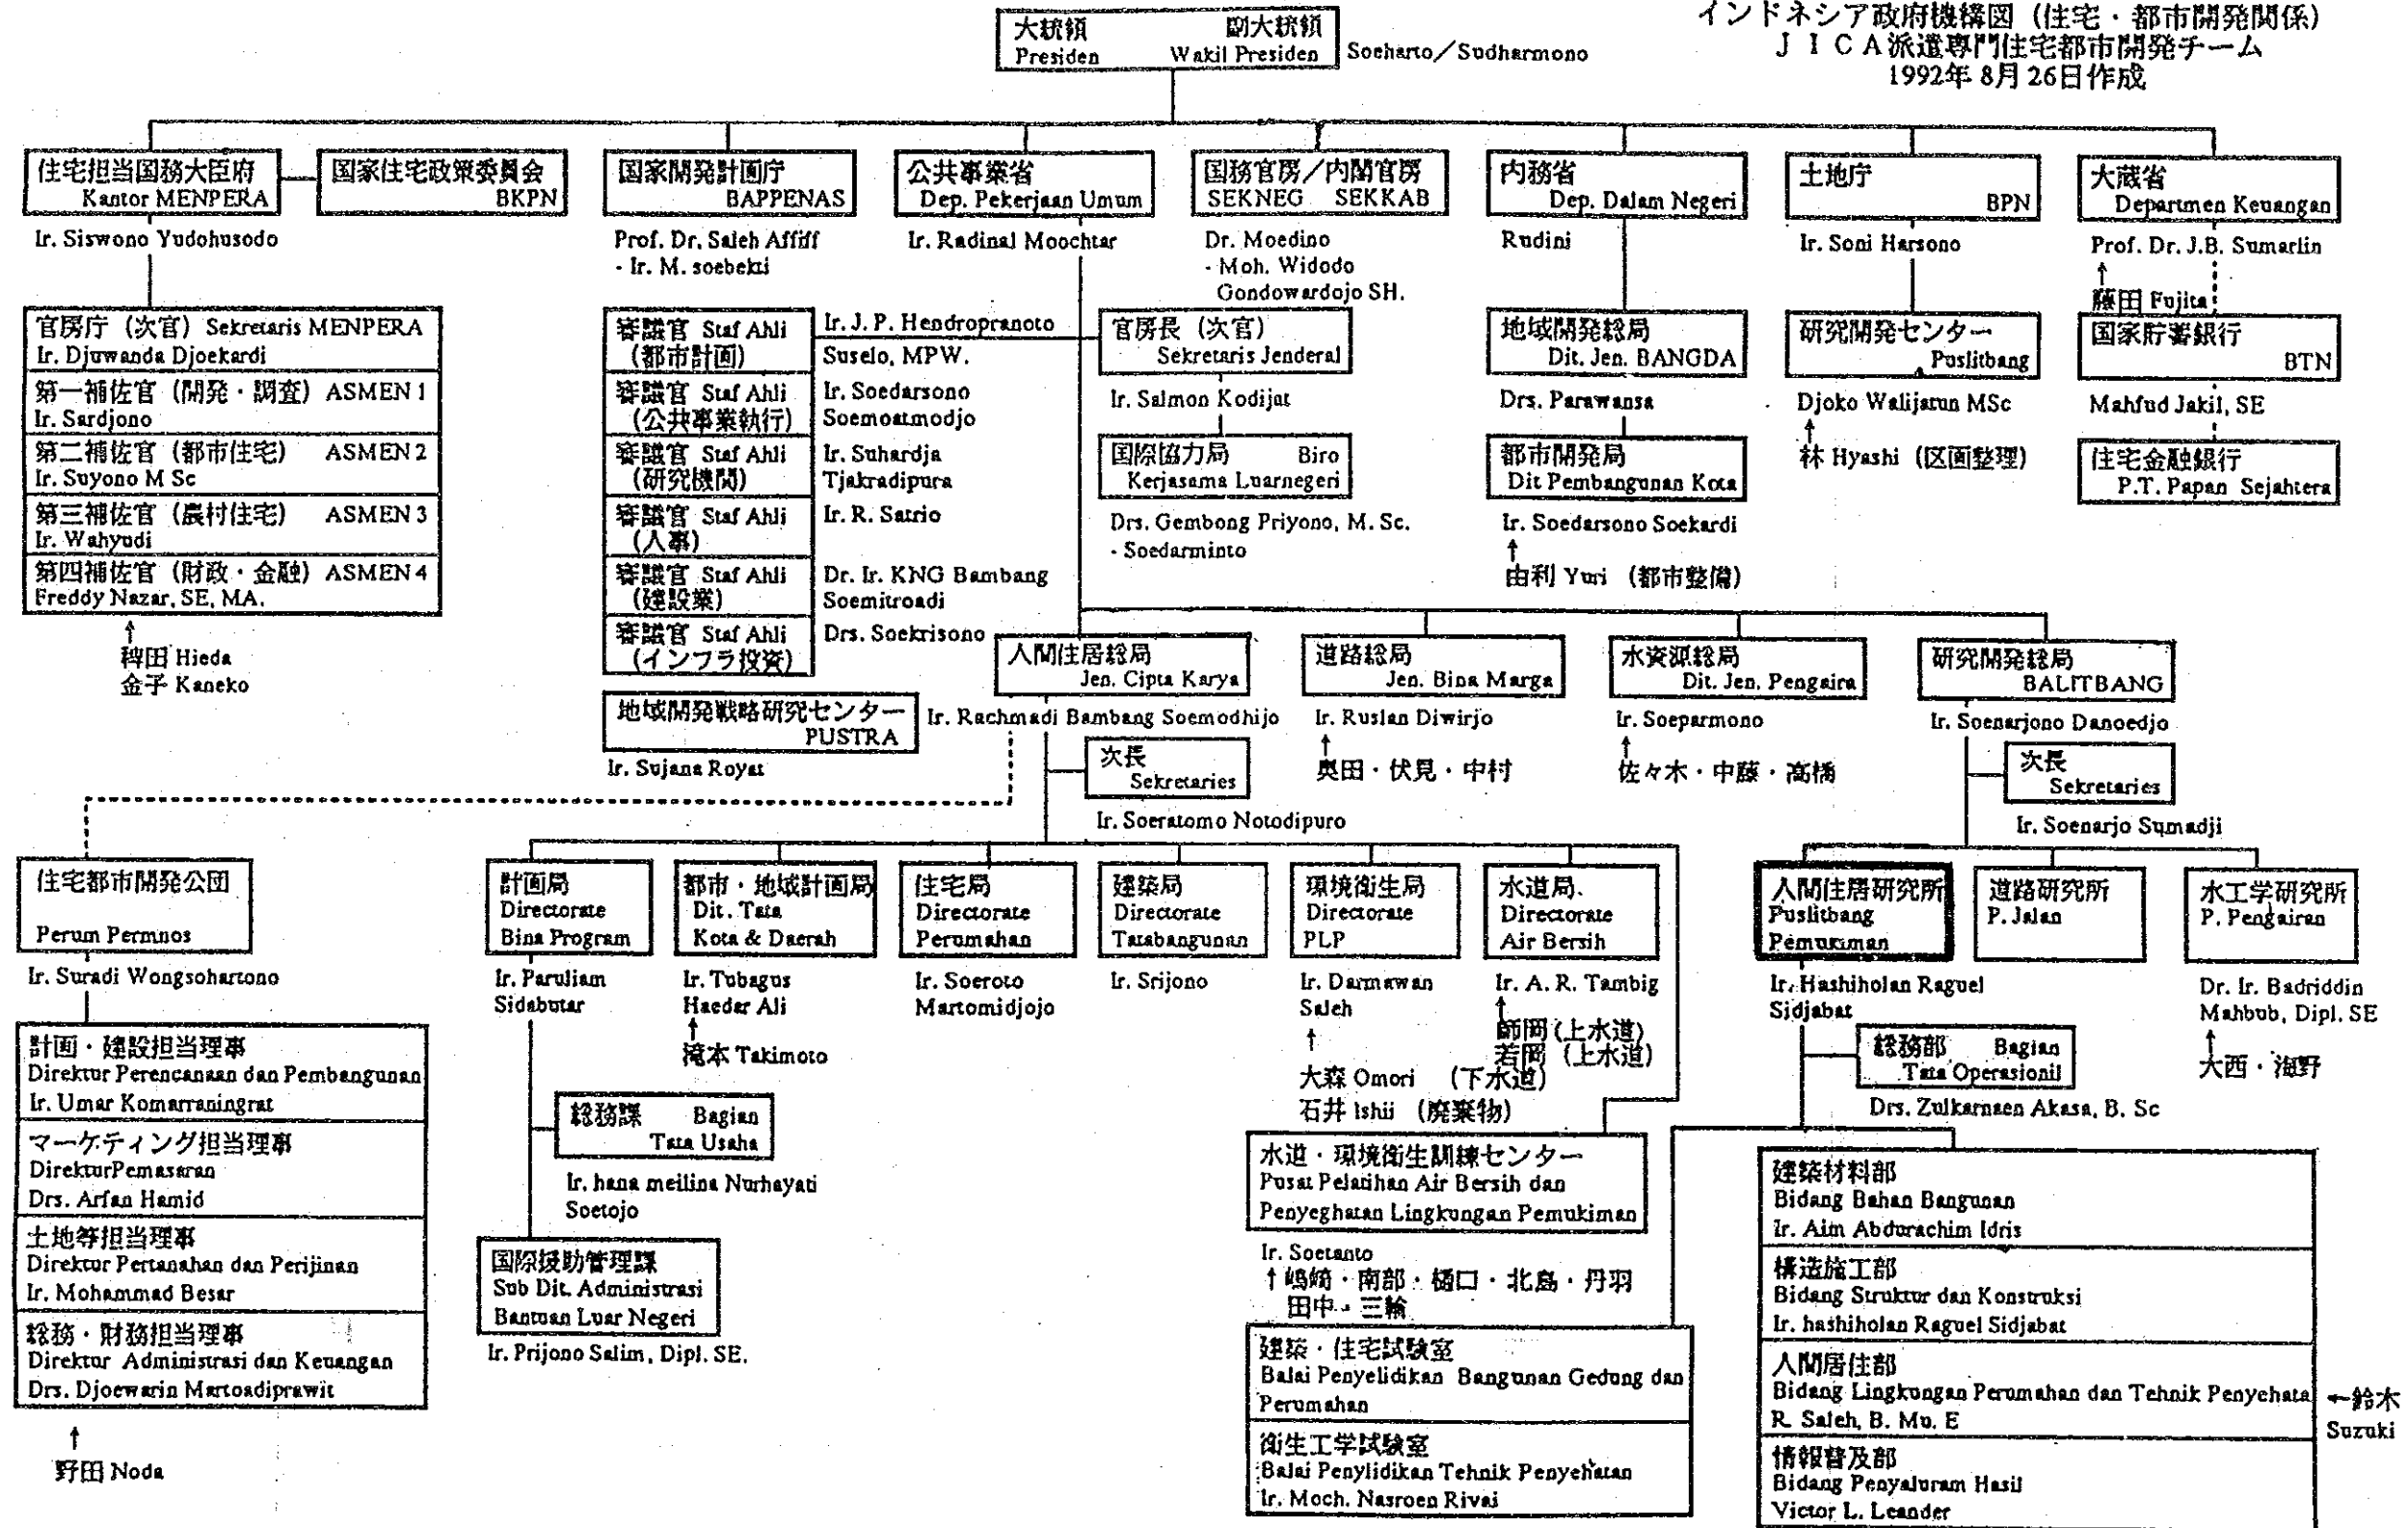 インドネシア政府機構図（住宅・都市開発関係）
ＪＩＣＡ派遣専門住宅都市開発チーム
1992年8月26日作成
大統領　副大統領
Presiden　Wakil Presiden
Soeharto／Sudharmono
住宅担当国務大臣府
Kantor MENPERA
Ir. Siswono Yudohusodo
国家住宅政策委員会
BKPN
国家開発計画庁
BAPPENAS
Prof. Dr. Saleh Affiff
- Ir. M. soebekti
公共事業省
Dep. Pekerjaan Umum
Ir. Radinal Moochtar
国務官房／内閣官房
SEKNEG　SEKKAB
Dr. Moedino
- Moh. Widodo
Gondowardojo SH.
内務省
Dep. Dalam Negeri
Rudini
土地庁
BPN
Ir. Soni Harsono
大蔵省
Departmen Keuangan
Prof. Dr. J.B. Sumarlin
↑
藤田 Fujita
官房庁（次官）Sekretaris MENPERA
Ir. Djuwanda Djoekardi
第一補佐官（開発・調査）ASMEN 1
Ir. Sardjono
第二補佐官（都市住宅）　ASMEN 2
Ir. Suyono M Sc
第三補佐官（農村住宅）　ASMEN 3
Ir. Wahyudi
第四補佐官（財政・金融）ASMEN 4
Freddy Nazar, SE, MA.
↑
稗田 Hieda
金子 Kaneko
審議官 Staf Ahli
（都市計画）
Ir. J. P. Hendropranoto
Suselo, MPW.
審議官 Staf Ahli
（公共事業執行）
Ir. Soedarsono
Soemoatmodjo
審議官 Staf Ahli
（研究機関）
Ir. Suhardja
Tjakradipura
審議官 Staf Ahli
（人事）
Ir. R. Satrio
審議官 Staf Ahli
（建設業）
Dr. Ir. KNG Bambang
Soemitroadi
審議官 Staf Ahli
（インフラ投資）
Drs. Soekrisono
地域開発戦略研究センター
PUSTRA
Ir. Sujana Royat
官房長（次官）
Sekretaris Jenderal
Ir. Salmon Kodijat
国際協力局　Biro
Kerjasama Luarnegeri
Drs. Gembong Priyono, M. Sc.
- Soedarminto
地域開発総局
Dit. Jen. BANGDA
Drs. Parawansa
都市開発局
Dit Pembangunan Kota
Ir. Soedarsono Soekardi
↑
由利 Yuri （都市整備）
研究開発センター
Puslitbang
Djoko Walijatun MSc
↑
林 Hyashi（区画整理）
国家貯蓄銀行
BTN
Mahfud Jakil, SE
住宅金融銀行
P.T. Papan Sejahtera
人間住居総局
Jen. Cipta Karya
Ir. Rachmadi Bambang Soemodhijo
道路総局
Jen. Bina Marga
Ir. Ruslan Diwirjo
↑
奥田・伏見・中村
水資源総局
Dit. Jen. Pengaira
Ir. Soeparmono
↑
佐々木・中藤・高橋
研究開発総局
BALITBANG
Ir. Soenarjono Danoedjo
次長
Sekretaries
Ir. Soeratomo Notodipuro
次長
Sekretaries
Ir. Soenarjo Sumadji
住宅都市開発公団
Perum Permnos
Ir. Suradi Wongsohartono
計画局
Directorate
Bina Program
Ir. Paruliam
Sidabutar
都市・地域計画局
Dit. Tata
Kota & Daerah
Ir. Tubagus
Haedar Ali
↑
滝本 Takimoto
住宅局
Directorate
Perumahan
Ir. Soeroto
Martomidjojo
建築局
Directorate
Tatabangunan
Ir. Srijono
環境衛生局
Directorate
PLP
Ir. Darmawan
Saleh
↑
大森 Omori　（下水道）
石井 Ishii　（廃棄物）
水道局、
Directorate
Air Bersih
Ir. A. R. Tambig
↑
師岡（上水道）
若岡（上水道）
人間住居研究所
Puslitbang
Pemukiman
Ir. Hashiholan Raguel
Sidjabat
道路研究所
P. Jalan
水工学研究所
P. Pengairan
Dr. Ir. Badriddin
Mahbub, Dipl. SE
↑
大西・海野
計画・建設担当理事
Direktur Perencanaan dan Pembangunan
Ir. Umar Komarraningrat
マーケティング担当理事
DirekturPemasaran
Drs. Arfan Hamid
土地等担当理事
Direktur Pertanahan dan Perijinan
Ir. Mohammad Besar
総務・財務担当理事
Direktur Administrasi dan Keuangan
Drs. Djoewarin Martoadiprawit
↑
野田 Noda
総務課　Bagian
Tata Usaha
Ir. hana meilina Nurhayati
Soetojo
国際援助管理課
Sub Dit. Administrasi
Bantuan Luar Negeri
Ir. Prijono Salim, Dipl. SE.
総務部　Bagian
Tata Operasionil
Drs. Zulkarnaen Akasa, B. Sc
水道・環境衛生訓練センター
Pusat Pelatihan Air Bersih dan
Penyeghatan Lingkungan Pemukiman
Ir. Soetanto
↑嶋崎・南部・樋口・北島・丹羽
田中・三輪
建築・住宅試験室
Balai Penyelidikan Bangunan Gedung dan
Perumahan
衛生工学試験室
Balai Penylidikan Tehnik Penyehatan
Ir. Moch. Nasroen Rivai
建築材料部
Bidang Bahan Bangunan
Ir. Aim Abdurachim Idris
構造施工部
Bidang Struktur dan Konstruksi
Ir. hashiholan Raguel Sidjabat
人間居住部
Bidang Lingkungan Perumahan dan Tehnik Penyehata
R. Saleh, B. Mu. E
←鈴木
Suzuki
情報普及部
Bidang Penyaluram Hasil
Victor L. Leander